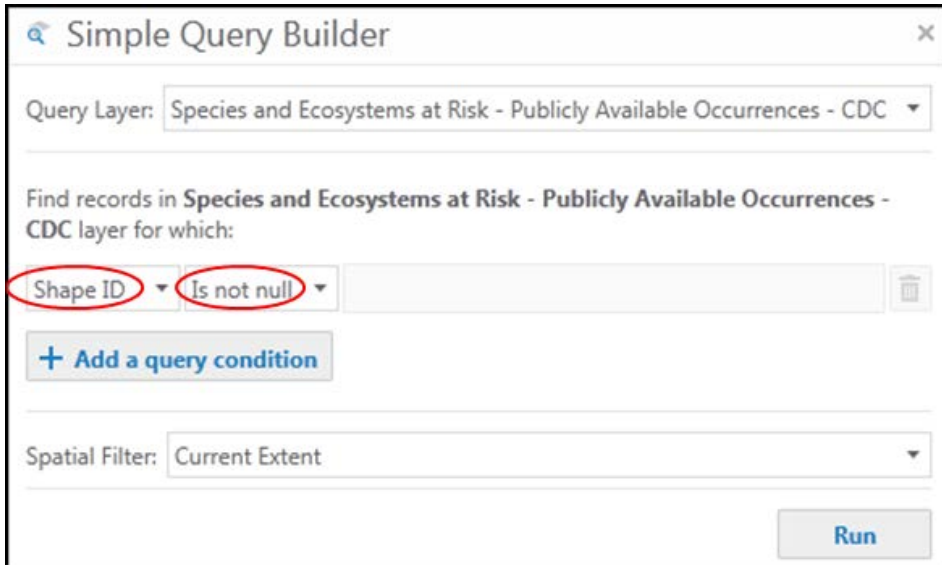 Simple Query Builder
Query Layer: Species and Ecosystems at Risk - Publicly Available Occurrences - CDC
Find records in Species and Ecosystems at Risk - Publicly Available Occurrences -
CDC layer for which:
Shape ID Is not null
+ Add a query condition
Spatial Filter: Current Extent
Run